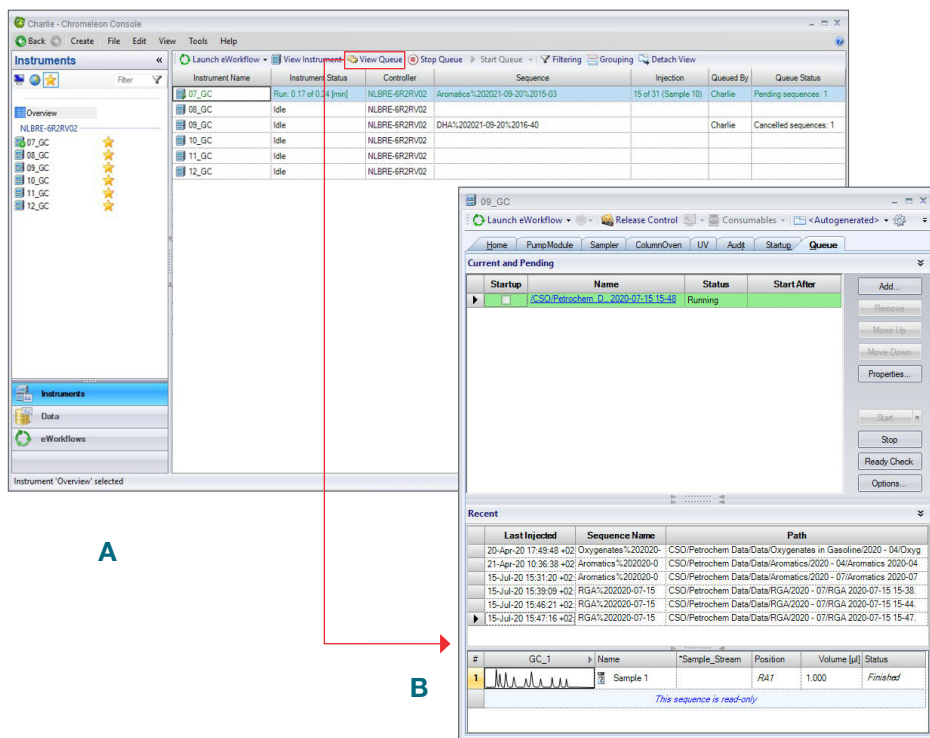 Charlie - Chromeleon Console
Back Create File Edit View Tools Help
Instruments «
Launch eWorkflow View Instrument View Queue Stop Queue Start Queue Filtering Grouping Detach View
Filter
Instrument Name Instrument Status Controller Sequence Injection Queued By Queue Status
07_GC Run: 0.17 of 0.24 [min] NLBRE-6R2RV02 Aromatics%202021-09-20%2015-03 15 of 31 (Sample 10) Charlie Pending sequences: 1
08_GC Idle NLBRE-6R2RV02
09_GC Idle NLBRE-6R2RV02 DHA%202021-09-20%2016-40 Charlie Cancelled sequences: 1
10_GC Idle NLBRE-6R2RV02
11_GC Idle NLBRE-6R2RV02
12_GC Idle NLBRE-6R2RV02
Overview
NLBRE-6R2RV02
07_GC
08_GC
09_GC
10_GC
11_GC
12_GC
Instruments
Data
eWorkflows
Instrument 'Overview' selected
A
09_GC
Launch eWorkflow Release Control Consumables <Autogenerated>
Home PumpModule Sampler ColumnOven UV Audit Startup Queue
Current and Pending
Startup Name Status Start After
/CSO/Petrochem D... 2020-07-15 15-48 Running
Add...
Remove
Move Up
Move Down
Properties...
Start
Stop
Ready Check
Options...
Recent
Last Injected Sequence Name Path
20-Apr-20 17:49:48 +02: Oxygenates%202020- CSO/Petrochem Data/Data/Oxygenates in Gasoline/2020 - 04/Oxyg
21-Apr-20 10:36:38 +02: Aromatics%202020-0 CSO/Petrochem Data/Data/Aromatics/2020 - 04/Aromatics 2020-04
15-Jul-20 15:31:20 +02: Aromatics%202020-0 CSO/Petrochem Data/Data/Aromatics/2020 - 07/Aromatics 2020-07
15-Jul-20 15:39:09 +02: RGA%202020-07-15 CSO/Petrochem Data/Data/RGA/2020 - 07/RGA 2020-07-15 15-38.
15-Jul-20 15:46:21 +02: RGA%202020-07-15 CSO/Petrochem Data/Data/RGA/2020 - 07/RGA 2020-07-15 15-44.
15-Jul-20 15:47:16 +02: RGA%202020-07-15 CSO/Petrochem Data/Data/RGA/2020 - 07/RGA 2020-07-15 15-47.
# GC_1 Name *Sample_Stream Position Volume [µl] Status
1 Sample 1 RA1 1.000 Finished
This sequence is read-only
B